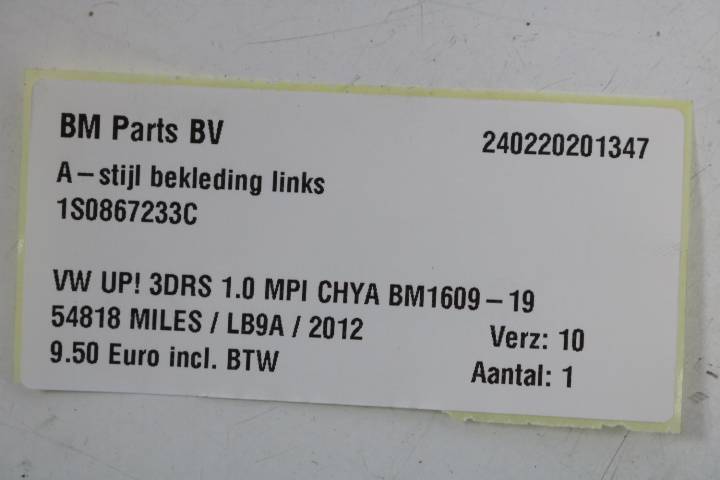 BM Parts BV
240220201347
A-stijl bekleding links
1S0867233C
VW UP! 3DRS 1.0 MPI CHYA BM1609-19
54818 MILES / LB9A / 2012
Verz: 10
9.50 Euro incl. BTW
Aantal: 1